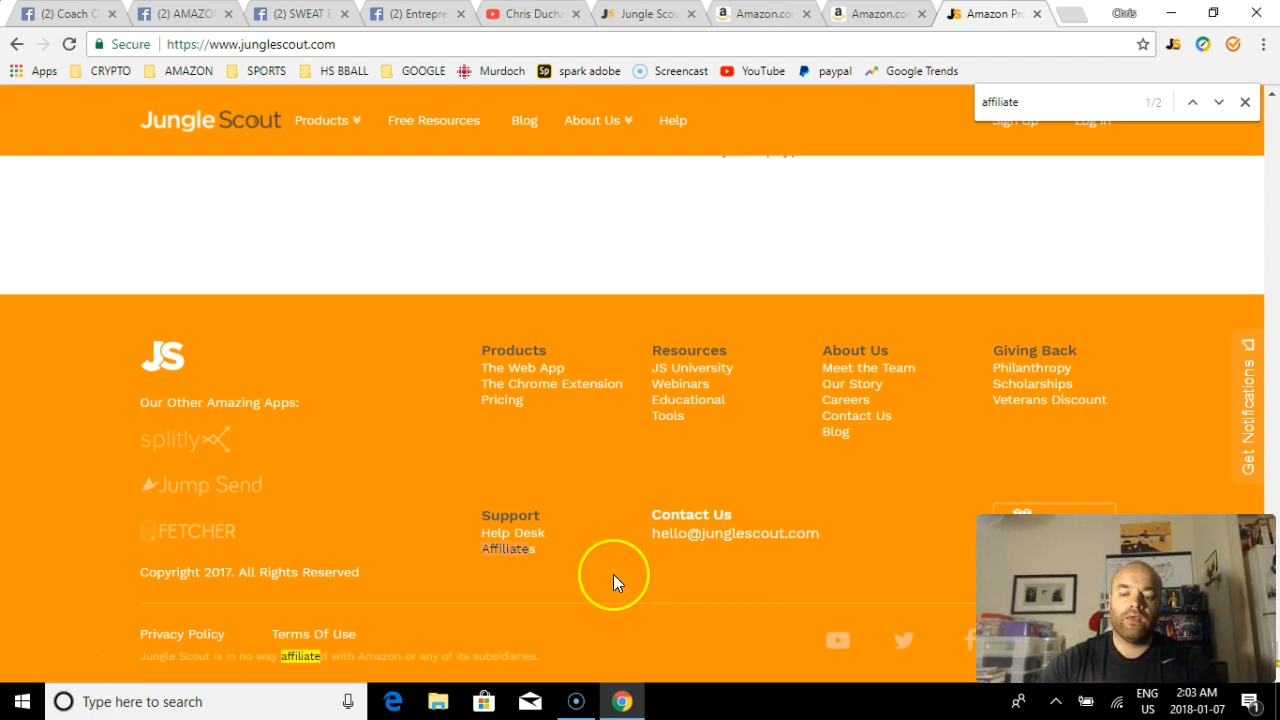 (2) Coach C
(2) AMAZO
(2) SWEAT E
(2) Entrepre
Chris Ducha
Jungle Scou
Amazon.co
Amazon.co
Amazon Pr
Chris
Secure
https://www.junglescout.com
Apps
CRYPTO
AMAZON
SPORTS
HS BBALL
GOOGLE
Murdoch
Sp
spark adobe
Screencast
YouTube
paypal
Google Trends
affiliate
1/2
Jungle Scout
Products
Free Resources
Blog
About Us
Help
Sign Up
Log In
JS
Our Other Amazing Apps:
splitly
Jump Send
FETCHER
Copyright 2017. All Rights Reserved
Products
The Web App
The Chrome Extension
Pricing
Resources
JS University
Webinars
Educational
Tools
About Us
Meet the Team
Our Story
Careers
Contact Us
Blog
Giving Back
Philanthropy
Scholarships
Veterans Discount
Get Notifications
Support
Help Desk
Affiliates
Contact Us
hello@junglescout.com
Privacy Policy
Terms Of Use
Jungle Scout is in no way affiliated with Amazon or any of its subsidiaries.
Type here to search
ENG
US
2:03 AM
2018-01-07
1